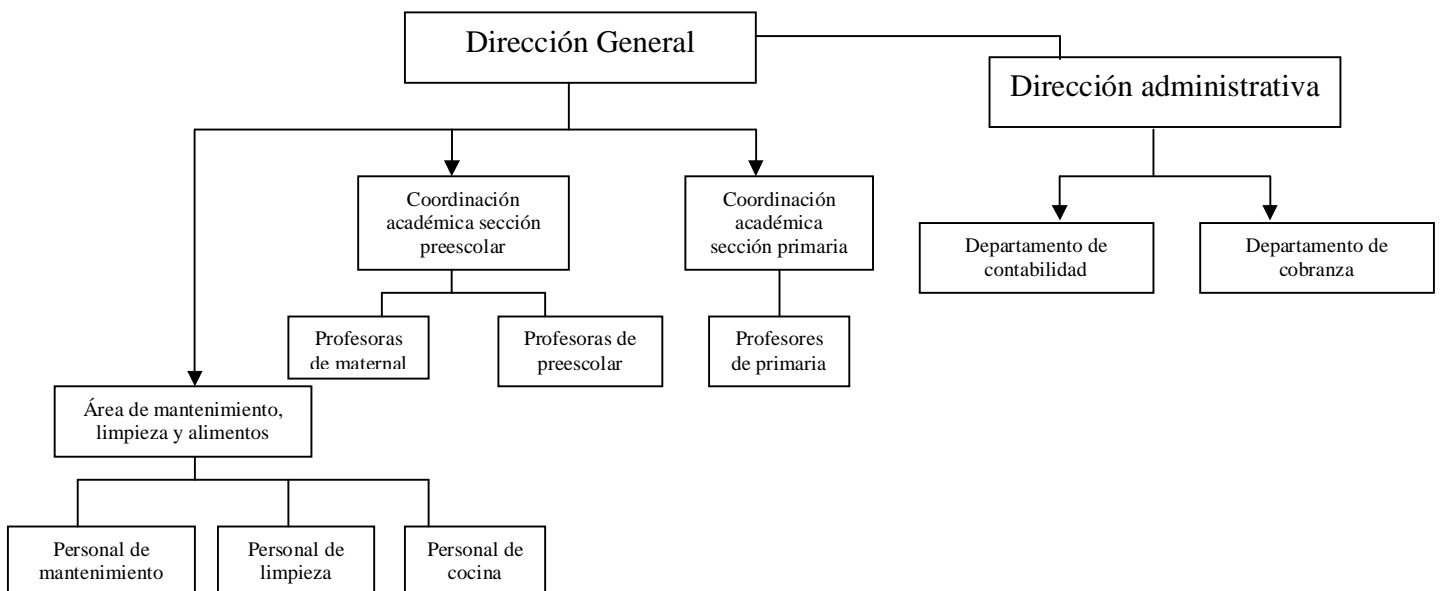 Dirección General
Dirección administrativa
Coordinación
académica sección
preescolar
Coordinación
académica
sección primaria
Departamento de
contabilidad
Departamento de
cobranza
Profesoras
de maternal
Profesoras de
preescolar
Profesores
de primaria
Área de mantenimiento,
limpieza y alimentos
Personal de
mantenimiento
Personal de
limpieza
Personal de
cocina